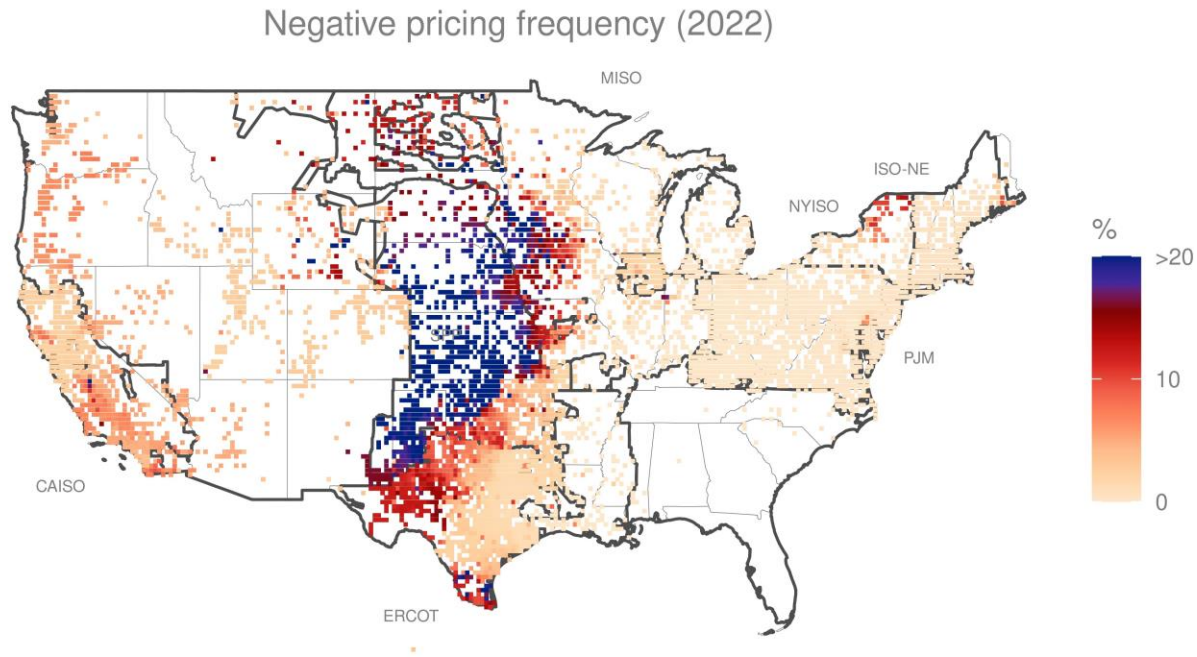 Negative pricing frequency (2022)
MISO
ISO-NE
NYISO
%
>20
PJM
10
CAISO
0
ERCOT